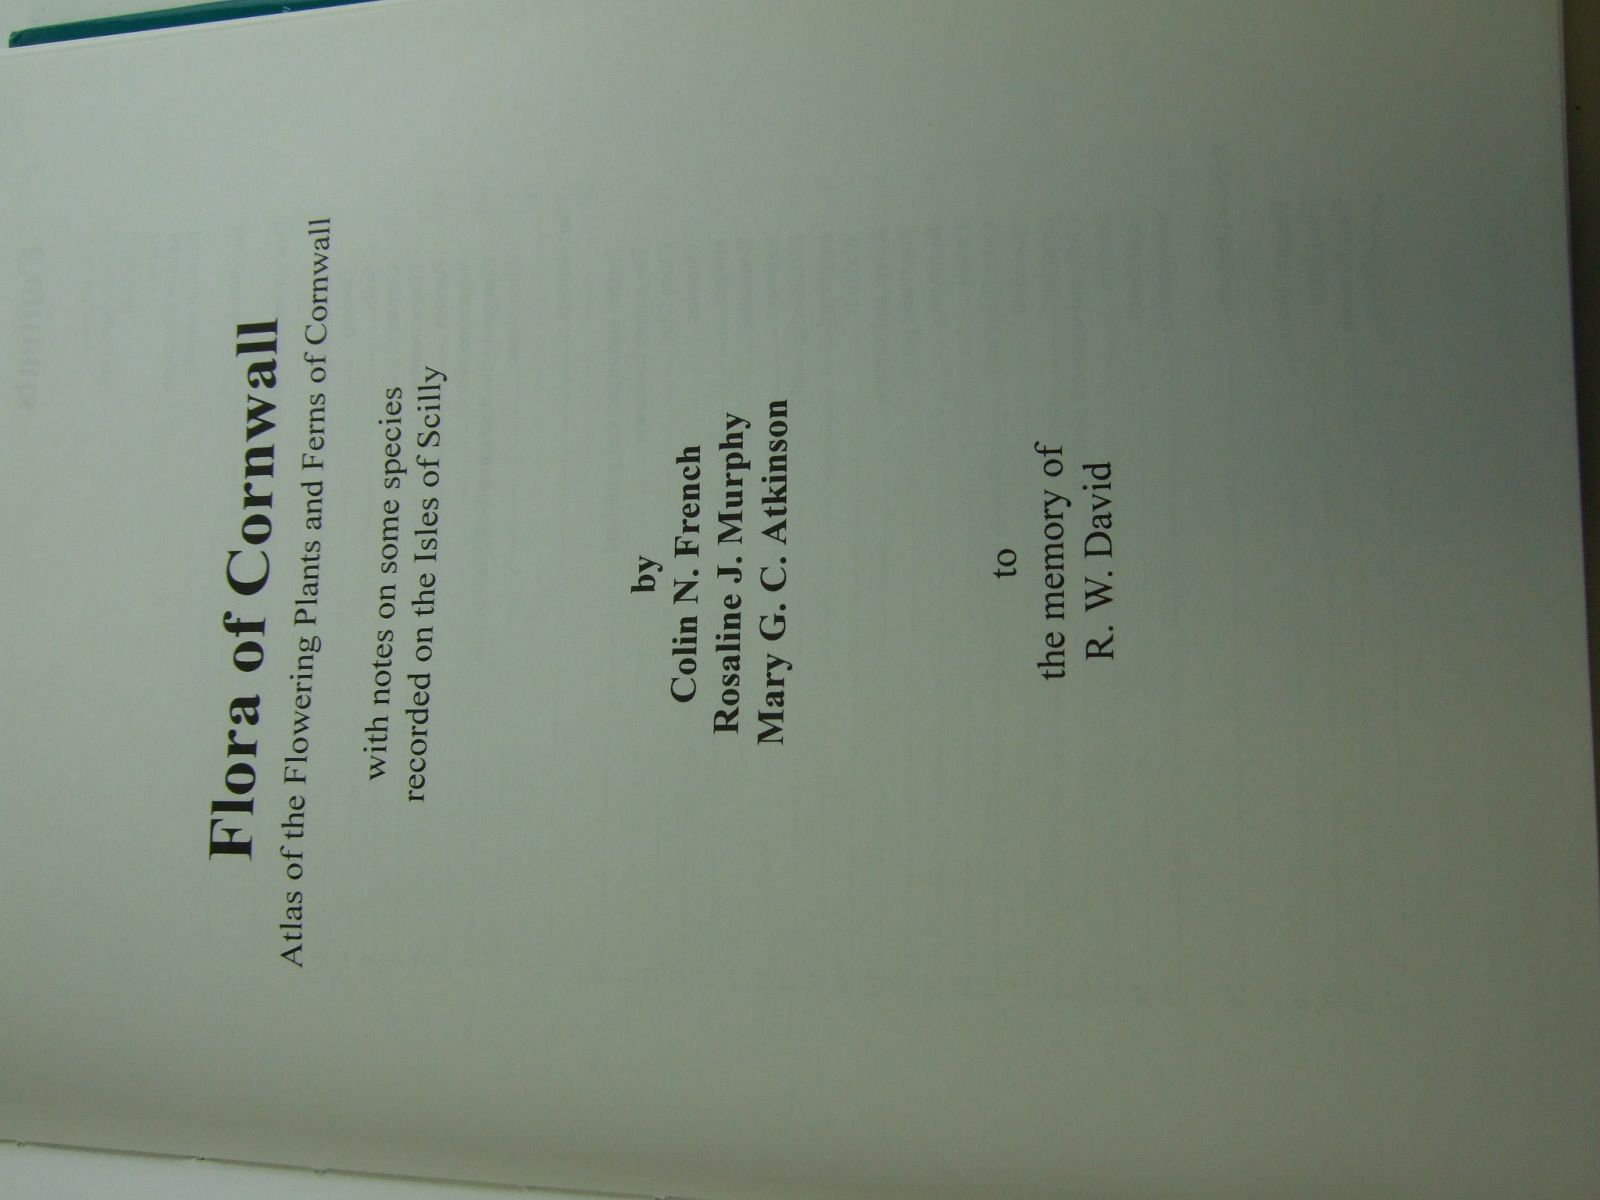 Flora of Cornwall
Atlas of the Flowering Plants and Ferns of Cornwall
with notes on some species
recorded on the Isles of Scilly
by
Colin N. French
Rosaline J. Murphy
Mary G. C. Atkinson
to
the memory of
R. W. David